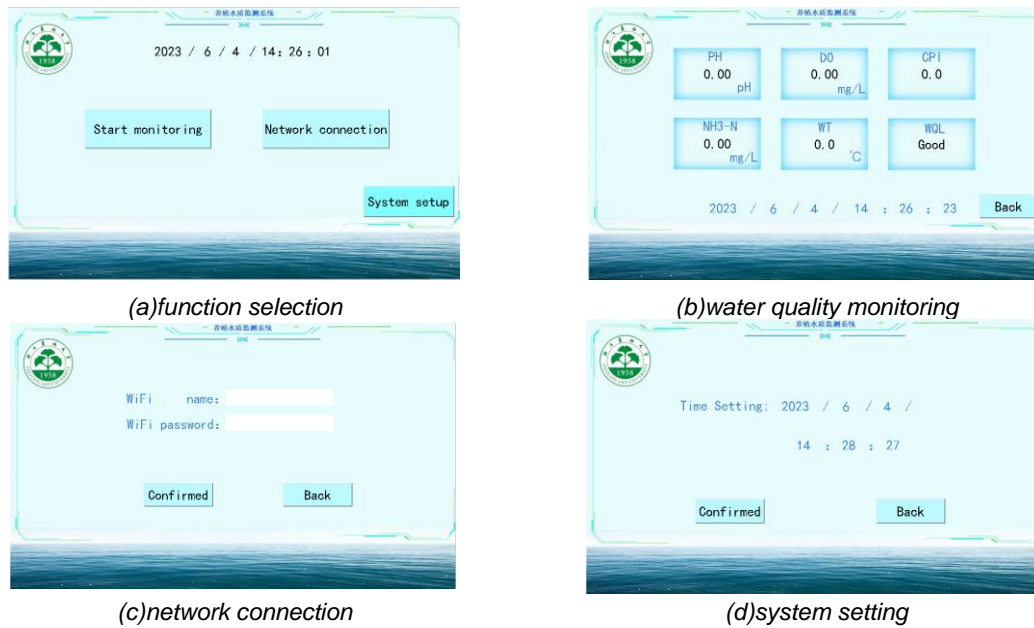 养殖水质监测系统
2023 / 6 / 4 / 14: 26 : 01
Start monitoring
Network connection
System setup
1958
(a)function selection
养殖水质监测系统
PH
0.00
pH
DO
0.00
mg/L
CPI
0.0
NH3-N
0.00
mg/L
WT
0.0
℃
WQL
Good
2023 / 6 / 4 / 14 : 26 : 23
Back
1958
(b)water quality monitoring
养殖水质监测系统
1958
WiFi name:
WiFi password:
Confirmed
Back
(c)network connection
养殖水质监测系统
1958
Time Setting: 2023 / 6 / 4 /
14 : 28 : 27
Confirmed
Back
(d)system setting